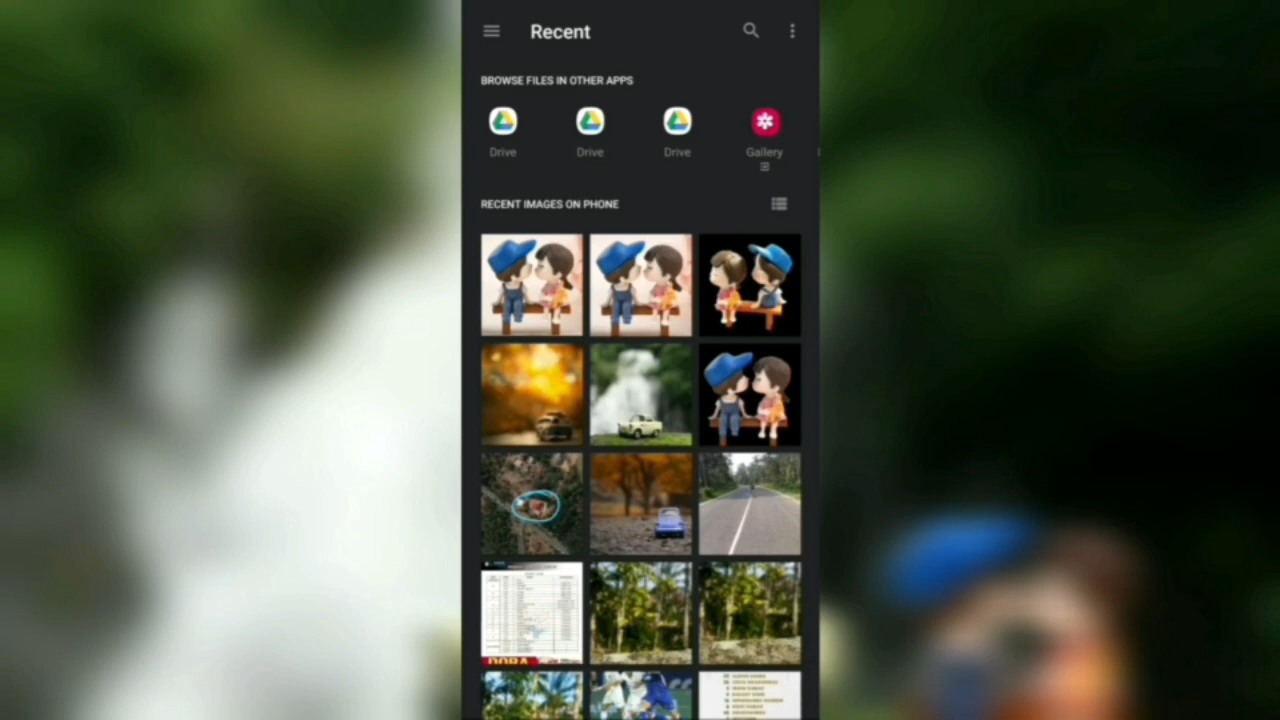 Recent
BROWSE FILES IN OTHER APPS
Drive
Drive
Drive
Gallery
RECENT IMAGES ON PHONE